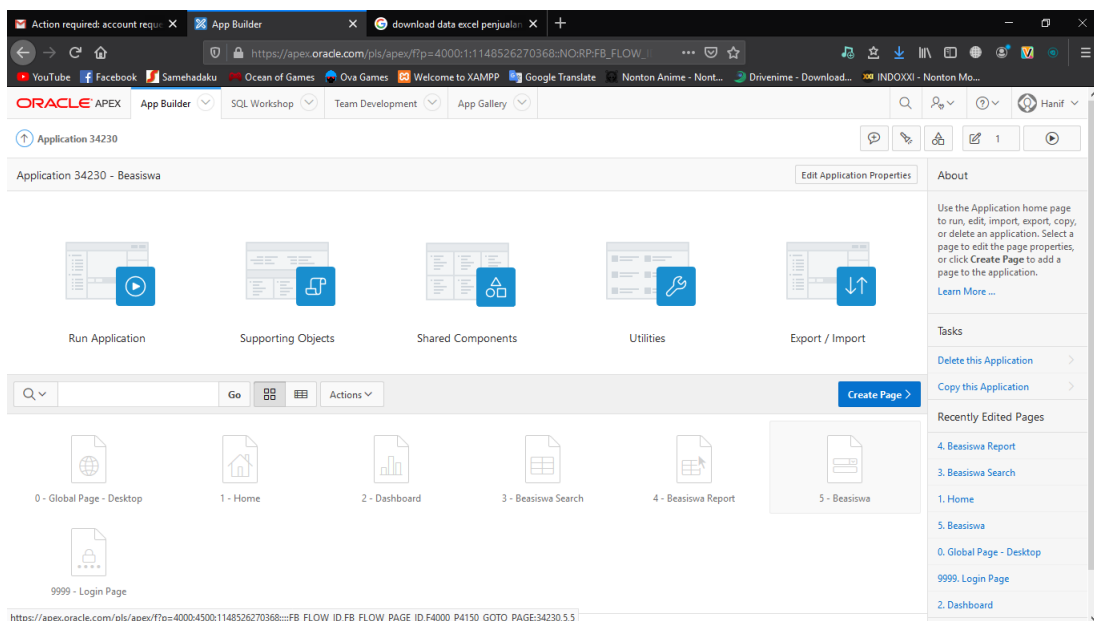 Action required: account reque
App Builder
download data excel penjualan
https://apex.oracle.com/pls/apex/f?p=4000:1:1148526270368::NO:RP:FB_FLOW_I
YouTube Facebook Samehadaku Ocean of Games Ova Games Welcome to XAMPP Google Translate Nonton Anime - Nont... Drivenime - Download... INDOXXI - Nonton Mo...
ORACLE APEX App Builder SQL Workshop Team Development App Gallery Hanif
Application 34230 1
Application 34230 - Beasiswa Edit Application Properties
Run Application Supporting Objects Shared Components Utilities Export / Import
Go Actions Create Page >
0 - Global Page - Desktop 1 - Home 2 - Dashboard 3 - Beasiswa Search 4 - Beasiswa Report 5 - Beasiswa
9999 - Login Page
About
Use the Application home page
to run, edit, import, export, copy,
or delete an application. Select a
page to edit the page properties,
or click Create Page to add a
page to the application.
Learn More ...
Tasks
Delete this Application
Copy this Application
Recently Edited Pages
4. Beasiswa Report
3. Beasiswa Search
1. Home
5. Beasiswa
0. Global Page - Desktop
9999. Login Page
2. Dashboard
https://apex.oracle.com/pls/apex/f?p=4000:4500:1148526270368::::FB_FLOW_ID,FB_FLOW_PAGE_ID,F4000_P4150_GOTO_PAGE:34230,5,5